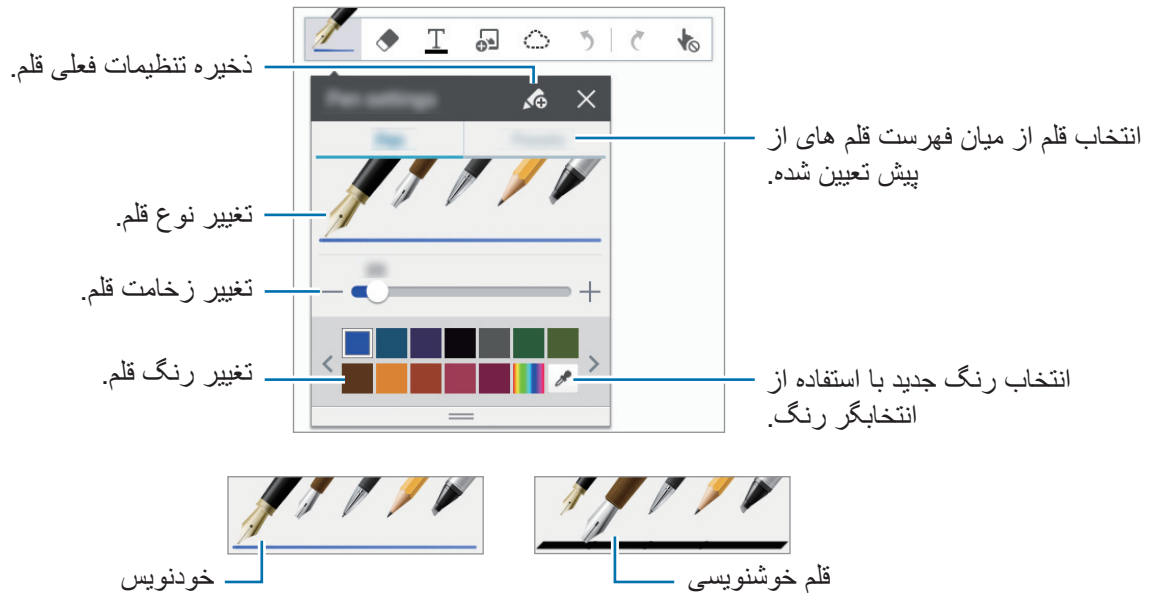 ذخیره تنظیمات فعلی قلم.
انتخاب قلم از میان فهرست قلم های از
پیش تعیین شده.
تغییر نوع قلم.
تغییر زخامت قلم.
تغییر رنگ قلم.
انتخاب رنگ جدید با استفاده از
انتخابگر رنگ.
قلم خوشنویسی
خودنویس